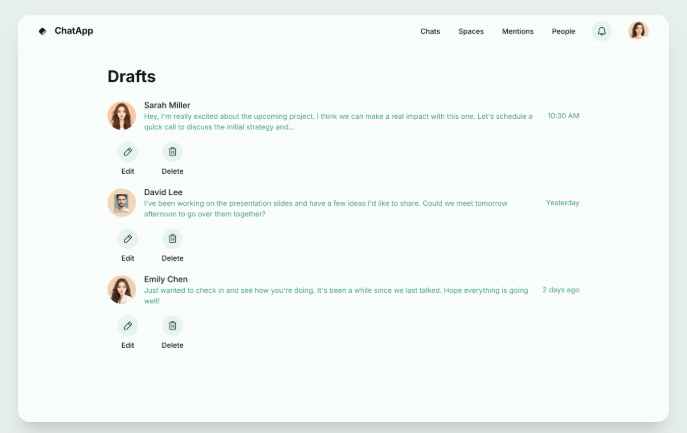 ChatApp
Chats
Spaces
Mentions
People
Drafts
Sarah Miller
Hey, I'm really excited about the upcoming project. I think we can make a real impact with this one. Let's schedule a
quick call to discuss the initial strategy and...
10:30 AM
Edit
Delete
David Lee
I've been working on the presentation slides and have a few ideas I'd like to share. Could we meet tomorrow
afternoon to go over them together?
Yesterday
Edit
Delete
Emily Chen
Just wanted to check in and see how you're doing. It's been a while since we last talked. Hope everything is going
well!
2 days ago
Edit
Delete